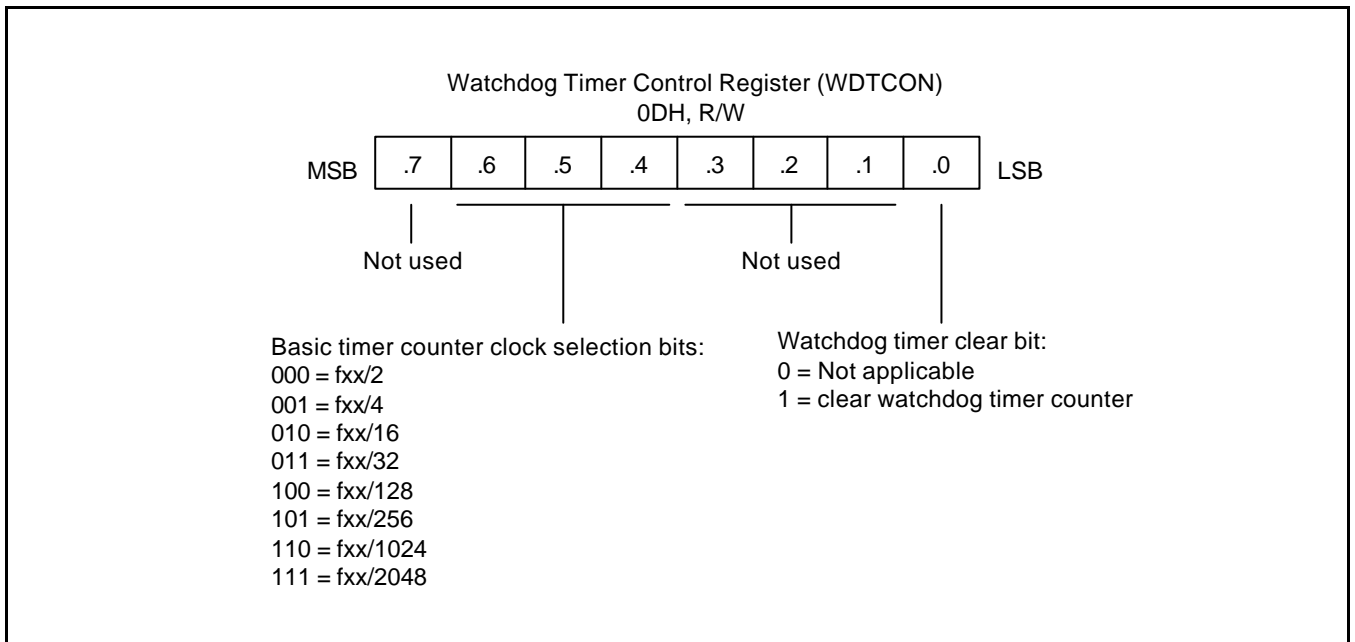 Watchdog Timer Control Register (WDTCON)
0DH, R/W
MSB .7 .6 .5 .4 .3 .2 .1 .0 LSB
Not used
Not used
Basic timer counter clock selection bits:
000 = fxx/2
001 = fxx/4
010 = fxx/16
011 = fxx/32
100 = fxx/128
101 = fxx/256
110 = fxx/1024
111 = fxx/2048
Watchdog timer clear bit:
0 = Not applicable
1 = clear watchdog timer counter